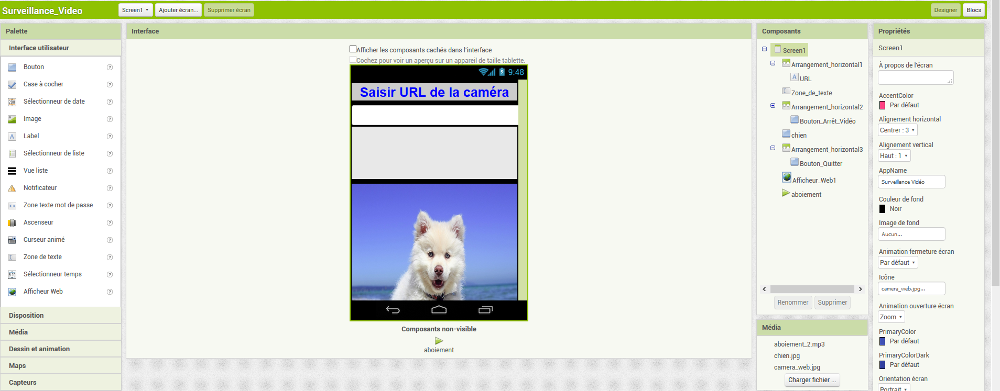 Surveillance_Video
Screen1
Ajouter écran...
Supprimer écran
Designer
Blocs
Palette
Interface utilisateur
Bouton
Case à cocher
Sélectionneur de date
Image
Label
Sélectionneur de liste
Vue liste
Notificateur
Zone texte mot de passe
Ascenseur
Curseur animé
Zone de texte
Sélectionneur temps
Afficheur Web
Disposition
Média
Dessin et animation
Maps
Capteurs
Interface
Afficher les composants cachés dans l'interface
Cochez pour voir un aperçu sur un appareil de taille tablette.
9:48
Saisir URL de la caméra
Composants non-visible
aboiement
Composants
Screen1
Arrangement_horizontal1
URL
Zone_de_texte
Arrangement_horizontal2
Bouton_Arrêt_Vidéo
chien
Arrangement_horizontal3
Bouton_Quitter
Afficheur_Web1
aboiement
Renommer
Supprimer
Média
aboiement_2.mp3
chien.jpg
camera_web.jpg
Charger fichier ...
Propriétés
Screen1
À propos de l'écran
AccentColor
Par défaut
Alignement horizontal
Centrer : 3
Alignement vertical
Haut : 1
AppName
Surveillance Vidéo
Couleur de fond
Noir
Image de fond
Aucun...
Animation fermeture écran
Par défaut
Icône
camera_web.jpg...
Animation ouverture écran
Zoom
PrimaryColor
Par défaut
PrimaryColorDark
Par défaut
Orientation écran
Portrait